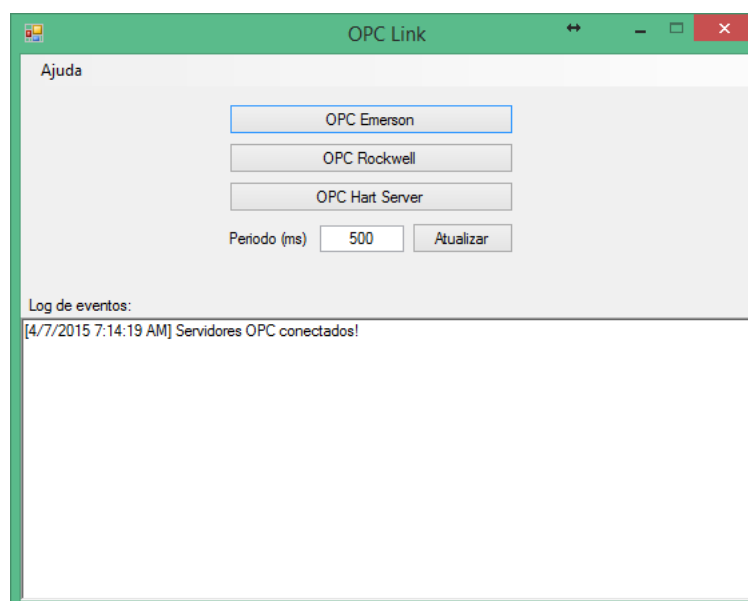 OPC Link
Ajuda
OPC Emerson
OPC Rockwell
OPC Hart Server
Periodo (ms) 500 Atualizar
Log de eventos:
[4/7/2015 7:14:19 AM] Servidores OPC conectados!